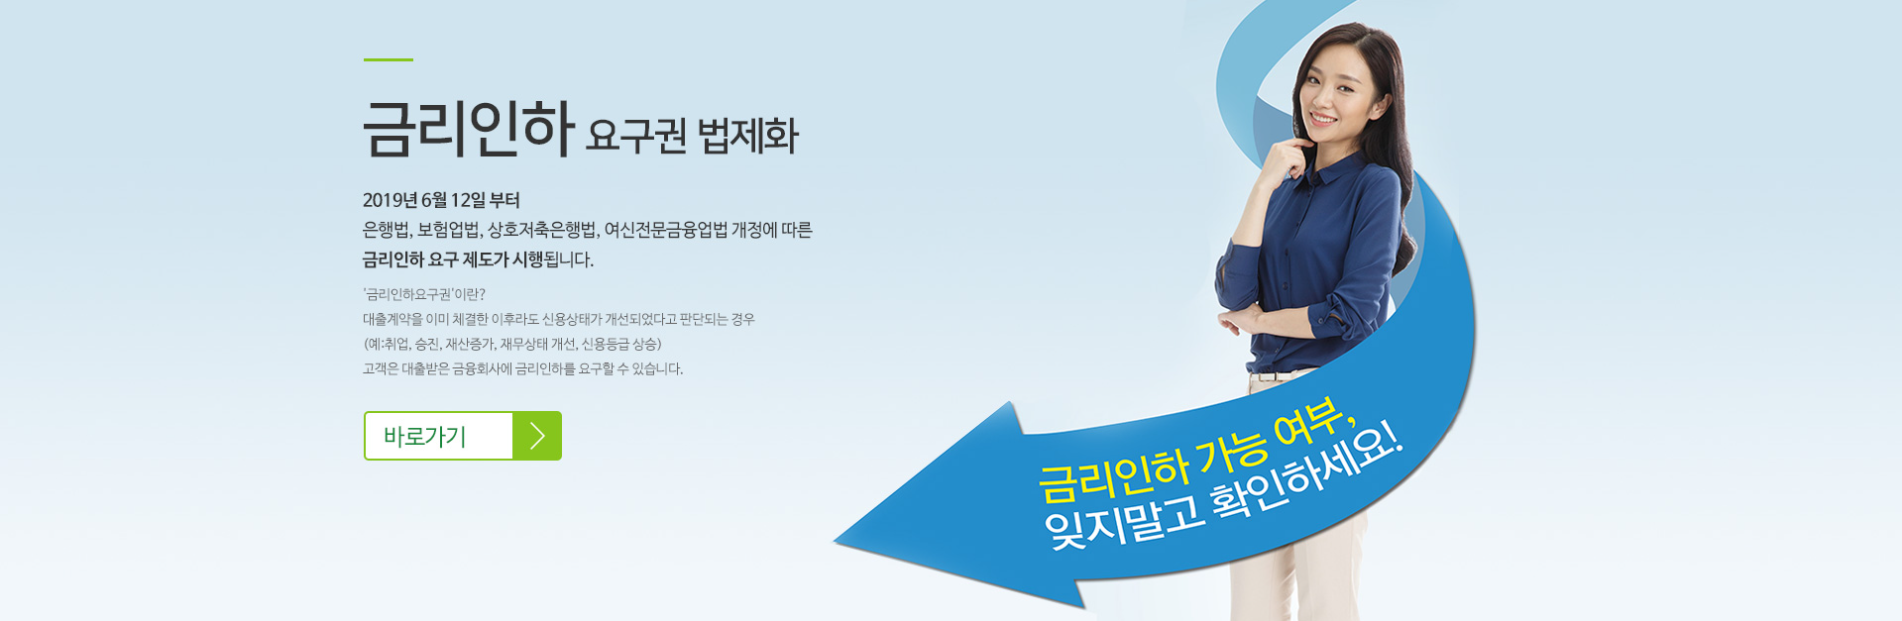 금리인하 요구권 법제화
2019년 6월 12일 부터
은행법, 보험업법, 상호저축은행법, 여신전문금융업법 개정에 따른
금리인하 요구 제도가 시행됩니다.
'금리인하요구권'이란?
대출계약을 이미 체결한 이후라도 신용상태가 개선되었다고 판단되는 경우
(예:취업, 승진, 재산증가, 재무상태 개선, 신용등급 상승)
고객은 대출받은 금융회사에 금리인하를 요구할 수 있습니다.
바로가기
금리인하 가능 여부,
잊지말고 확인하세요!